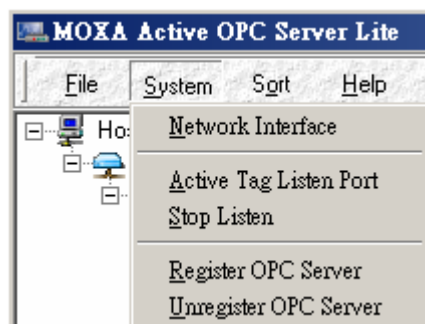 MOXA Active OPC Server Lite
File System Sort Help
Network Interface
Active Tag Listen Port
Stop Listen
Register OPC Server
Unregister OPC Server